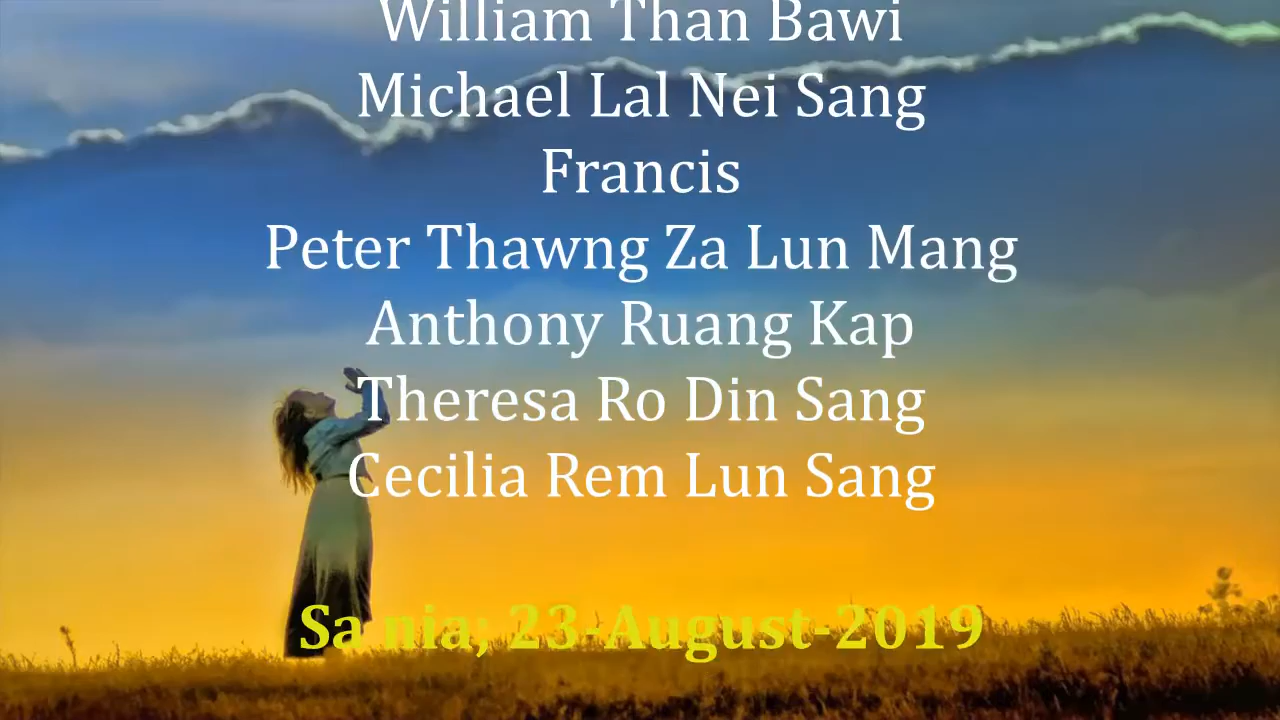 William Than Bawi
Michael Lal Nei Sang
Francis
Peter Thawng Za Lun Mang
Anthony Ruang Kap
Theresa Ro Din Sang
Cecilia Rem Lun Sang
Sa nia; 23-August-2019